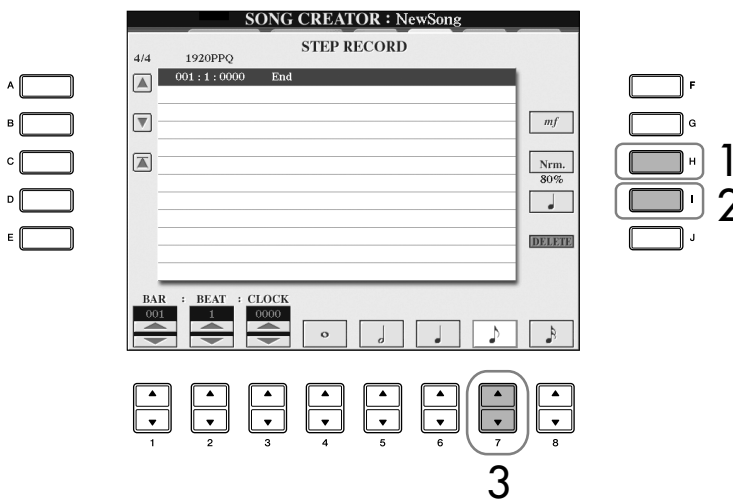 SONG CREATOR : NewSong
STEP RECORD
4/4 1920PPQ
001 : 1 : 0000 End
A
B
C
D
E
mf
Nrm.
80%
DELETE
F
G
H 1
I 2
J
BAR : BEAT : CLOCK
001 1 0000
1 2 3 4 5 6 7 8
3